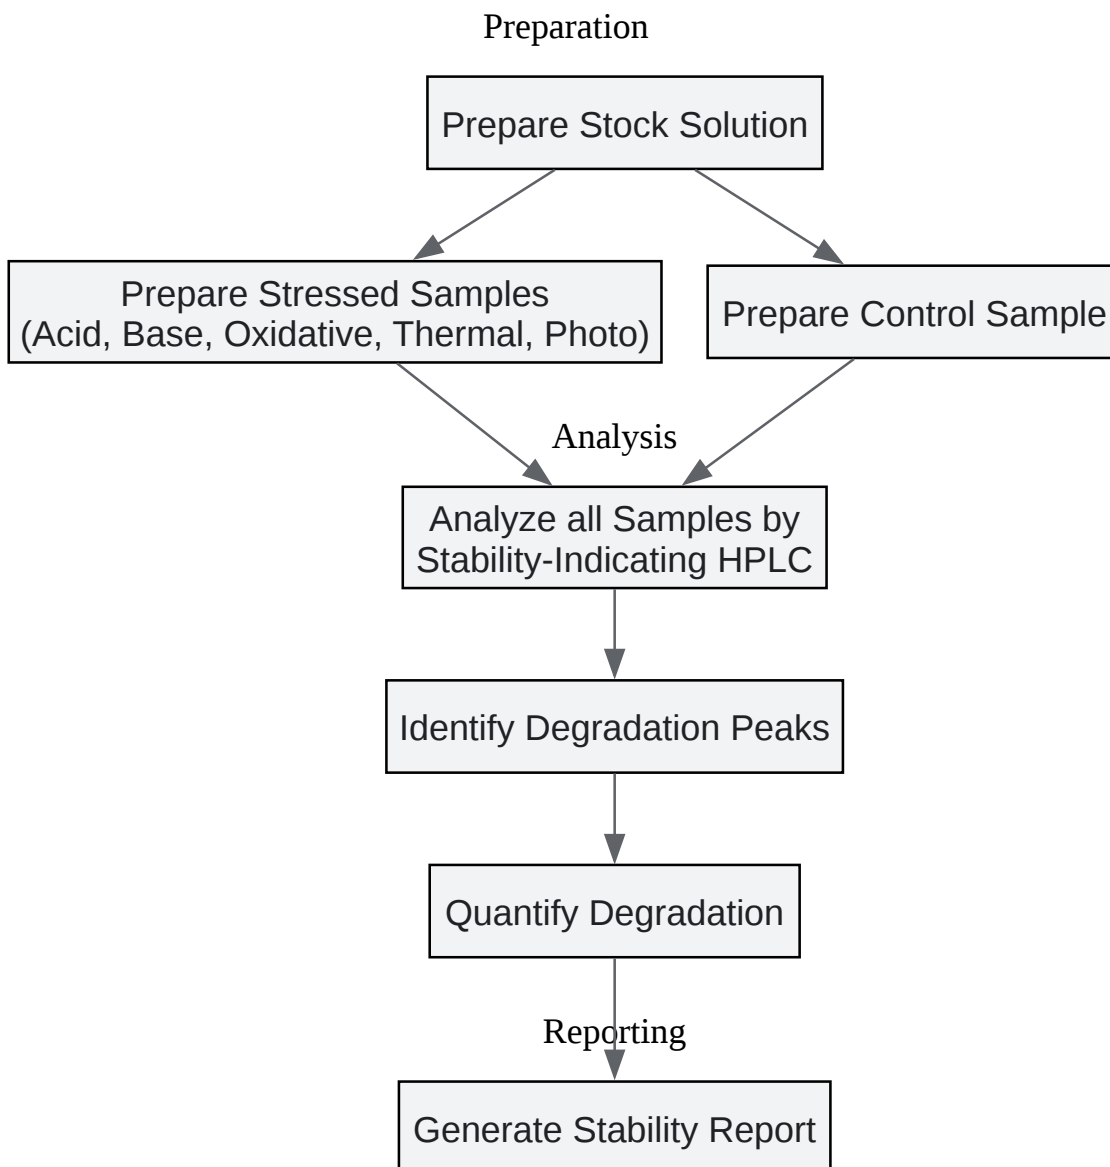 Preparation
Prepare Stock Solution
Prepare Stressed Samples
(Acid, Base, Oxidative, Thermal, Photo)
Prepare Control Sample
Analysis
Analyze all Samples by
Stability-Indicating HPLC
Identify Degradation Peaks
Quantify Degradation
Reporting
Generate Stability Report